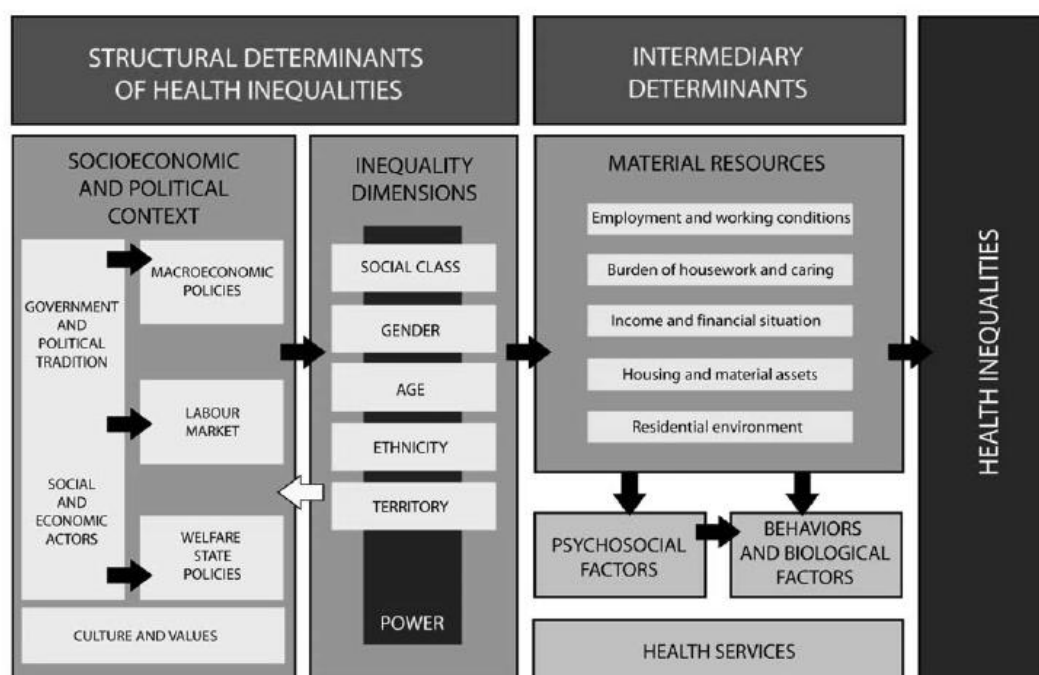 STRUCTURAL DETERMINANTS
OF HEALTH INEQUALITIES
INTERMEDIARY
DETERMINANTS
SOCIOECONOMIC
AND POLITICAL
CONTEXT
GOVERNMENT
AND
POLITICAL
TRADITION
SOCIAL
AND
ECONOMIC
ACTORS
MACROECONOMIC
POLICIES
LABOUR
MARKET
WELFARE
STATE
POLICIES
CULTURE AND VALUES
INEQUALITY
DIMENSIONS
SOCIAL CLASS
GENDER
AGE
ETHNICITY
TERRITORY
POWER
MATERIAL RESOURCES
Employment and working conditions
Burden of housework and caring
Income and financial situation
Housing and material assets
Residential environment
PSYCHOSOCIAL
FACTORS
BEHAVIORS
AND BIOLOGICAL
FACTORS
HEALTH SERVICES
HEALTH INEQUALITIES